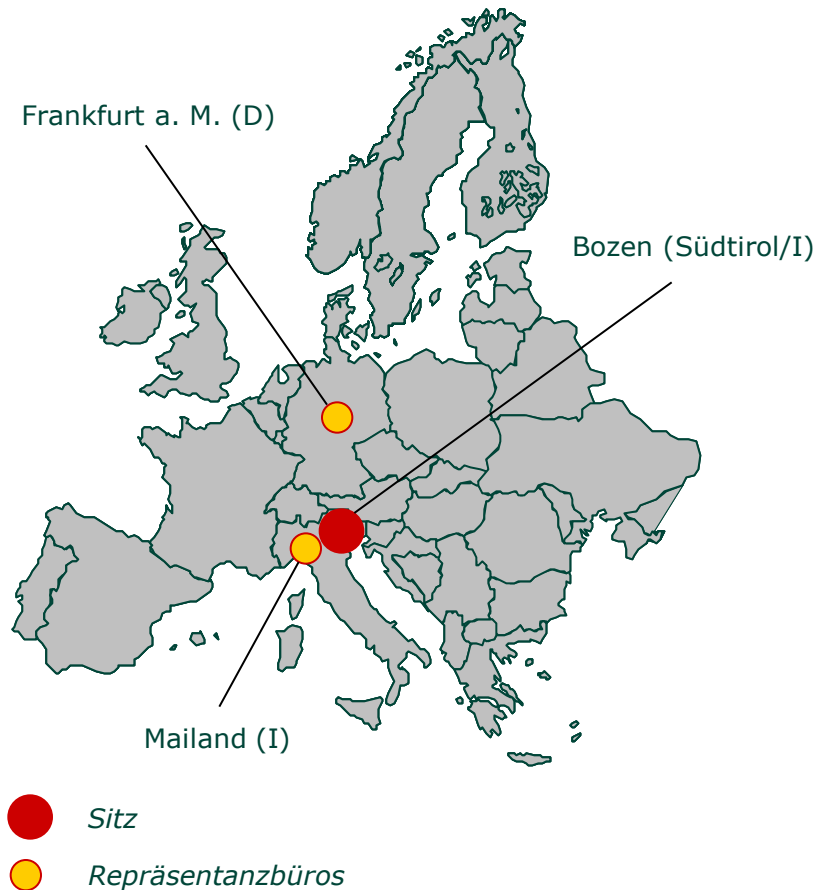 Frankfurt a. M. (D)
Bozen (Südtirol/I)
Mailand (I)
Sitz
Repräsentanzbüros